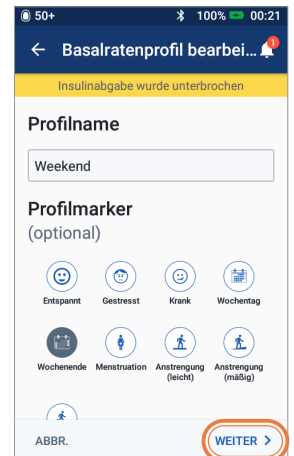 50+ 100% 00:21
Basalratenprofil bearbei... 1
Insulinabgabe wurde unterbrochen
Profilname
Weekend
Profilmarker
(optional)
Entspannt Gestresst Krank Wochentag
Wochenende Menstruation Anstrengung Anstrengung
(leicht) (mäßig)
ABBR. WEITER